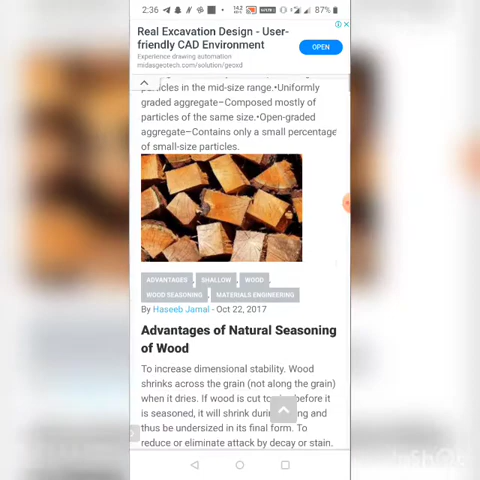 2:36
87%
Real Excavation Design - User-
friendly CAD Environment
Experience drawing automation
midasgeotech.com/solution/geoxd
OPEN
particles in the mid-size range.•Uniformly
graded aggregate–Composed mostly of
particles of the same size.•Open-graded
aggregate–Contains only a small percentage
of small-size particles.
ADVANTAGES
SHALLOW
WOOD
WOOD SEASONING
MATERIALS ENGINEERING
By Haseeb Jamal - Oct 22, 2017
Advantages of Natural Seasoning
of Wood
To increase dimensional stability. Wood
shrinks across the grain (not along the grain)
when it dries. If wood is cut to before it
is seasoned, it will shrink during and
thus be undersized in its final form. To
reduce or eliminate attack by decay or stain.